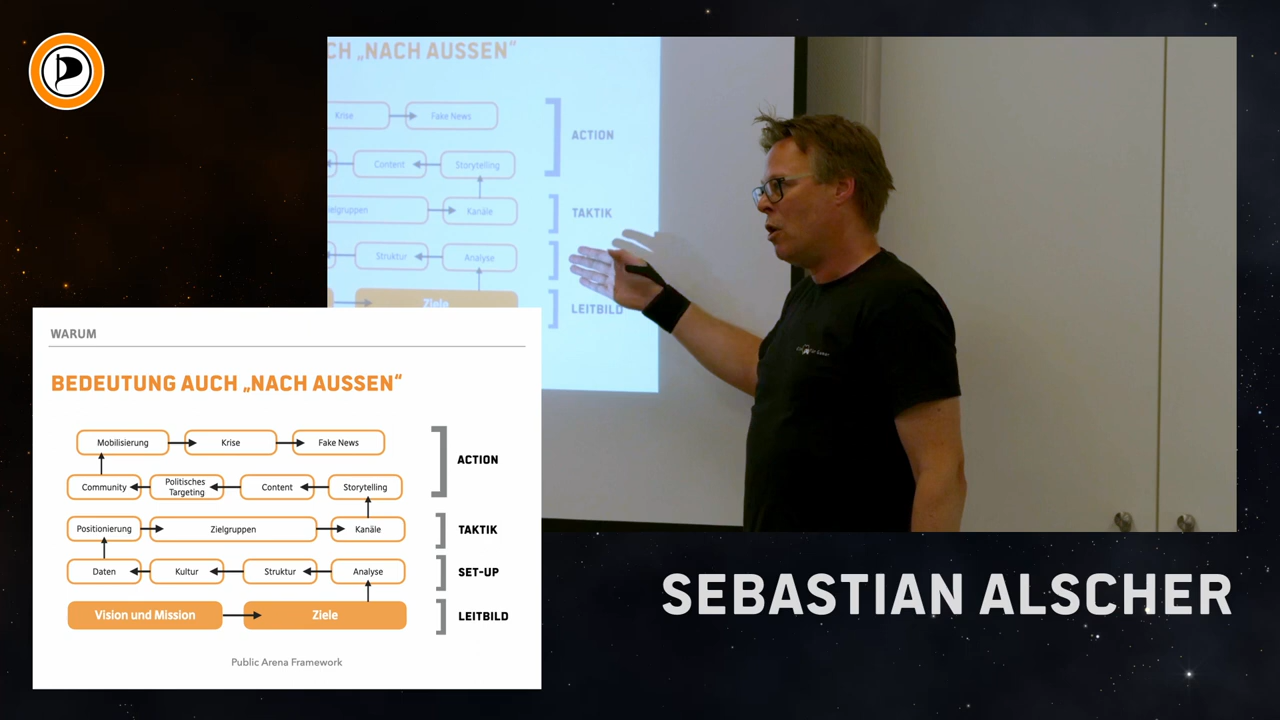 CH „NACH AUSSEN“
Krise
Fake News
ACTION
Content
Storytelling
elgruppen
Kanäle
TAKTIK
Struktur
Analyse
Ziele
LEITBILD
WARUM
BEDEUTUNG AUCH „NACH AUSSEN“
Mobilisierung
Krise
Fake News
ACTION
Community
Politisches
Targeting
Content
Storytelling
Positionierung
Zielgruppen
Kanäle
TAKTIK
Daten
Kultur
Struktur
Analyse
SET-UP
Vision und Mission
Ziele
LEITBILD
Public Arena Framework
SEBASTIAN ALSCHER